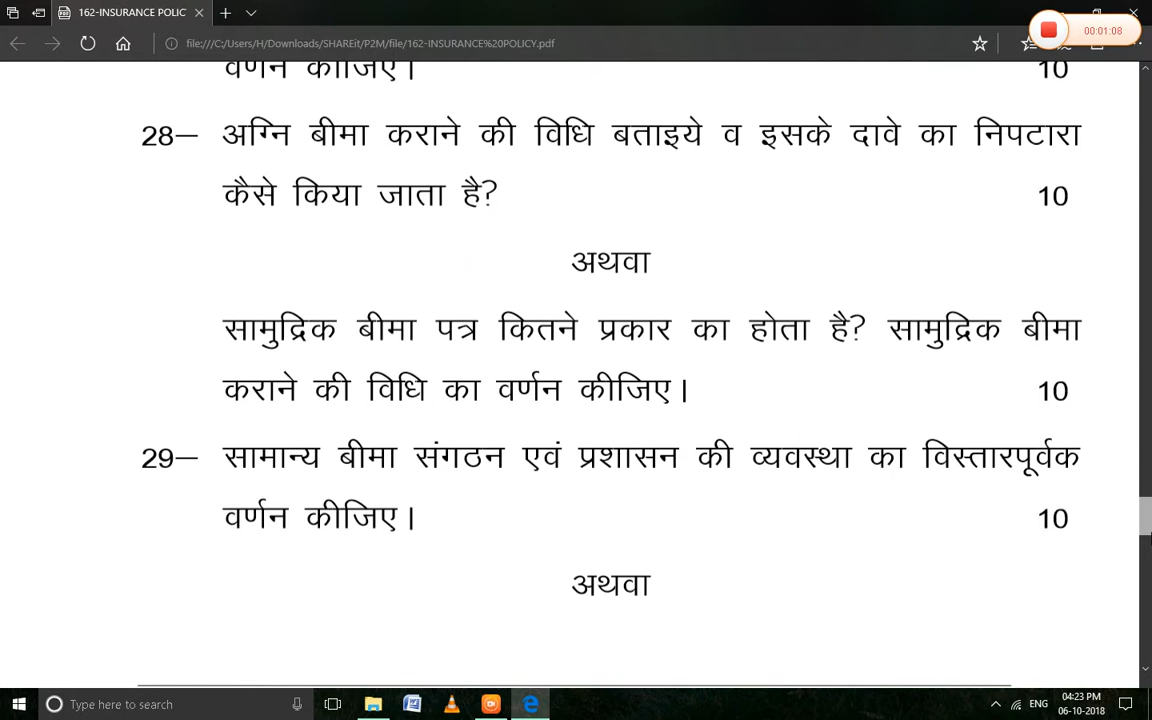 162-INSURANCE POLIC
00:01:08
file:///C:/Users/H/Downloads/SHAREit/P2M/file/162-INSURANCE%20POLICY.pdf
वर्णन कीजिए। 10
28— अग्नि बीमा कराने की विधि बताइये व इसके दावे का निपटारा
कैसे किया जाता है? 10
अथवा
सामुद्रिक बीमा पत्र कितने प्रकार का होता है? सामुद्रिक बीमा
कराने की विधि का वर्णन कीजिए। 10
29— सामान्य बीमा संगठन एवं प्रशासन की व्यवस्था का विस्तारपूर्वक
वर्णन कीजिए। 10
अथवा
Type here to search
ENG
04:23 PM
06-10-2018